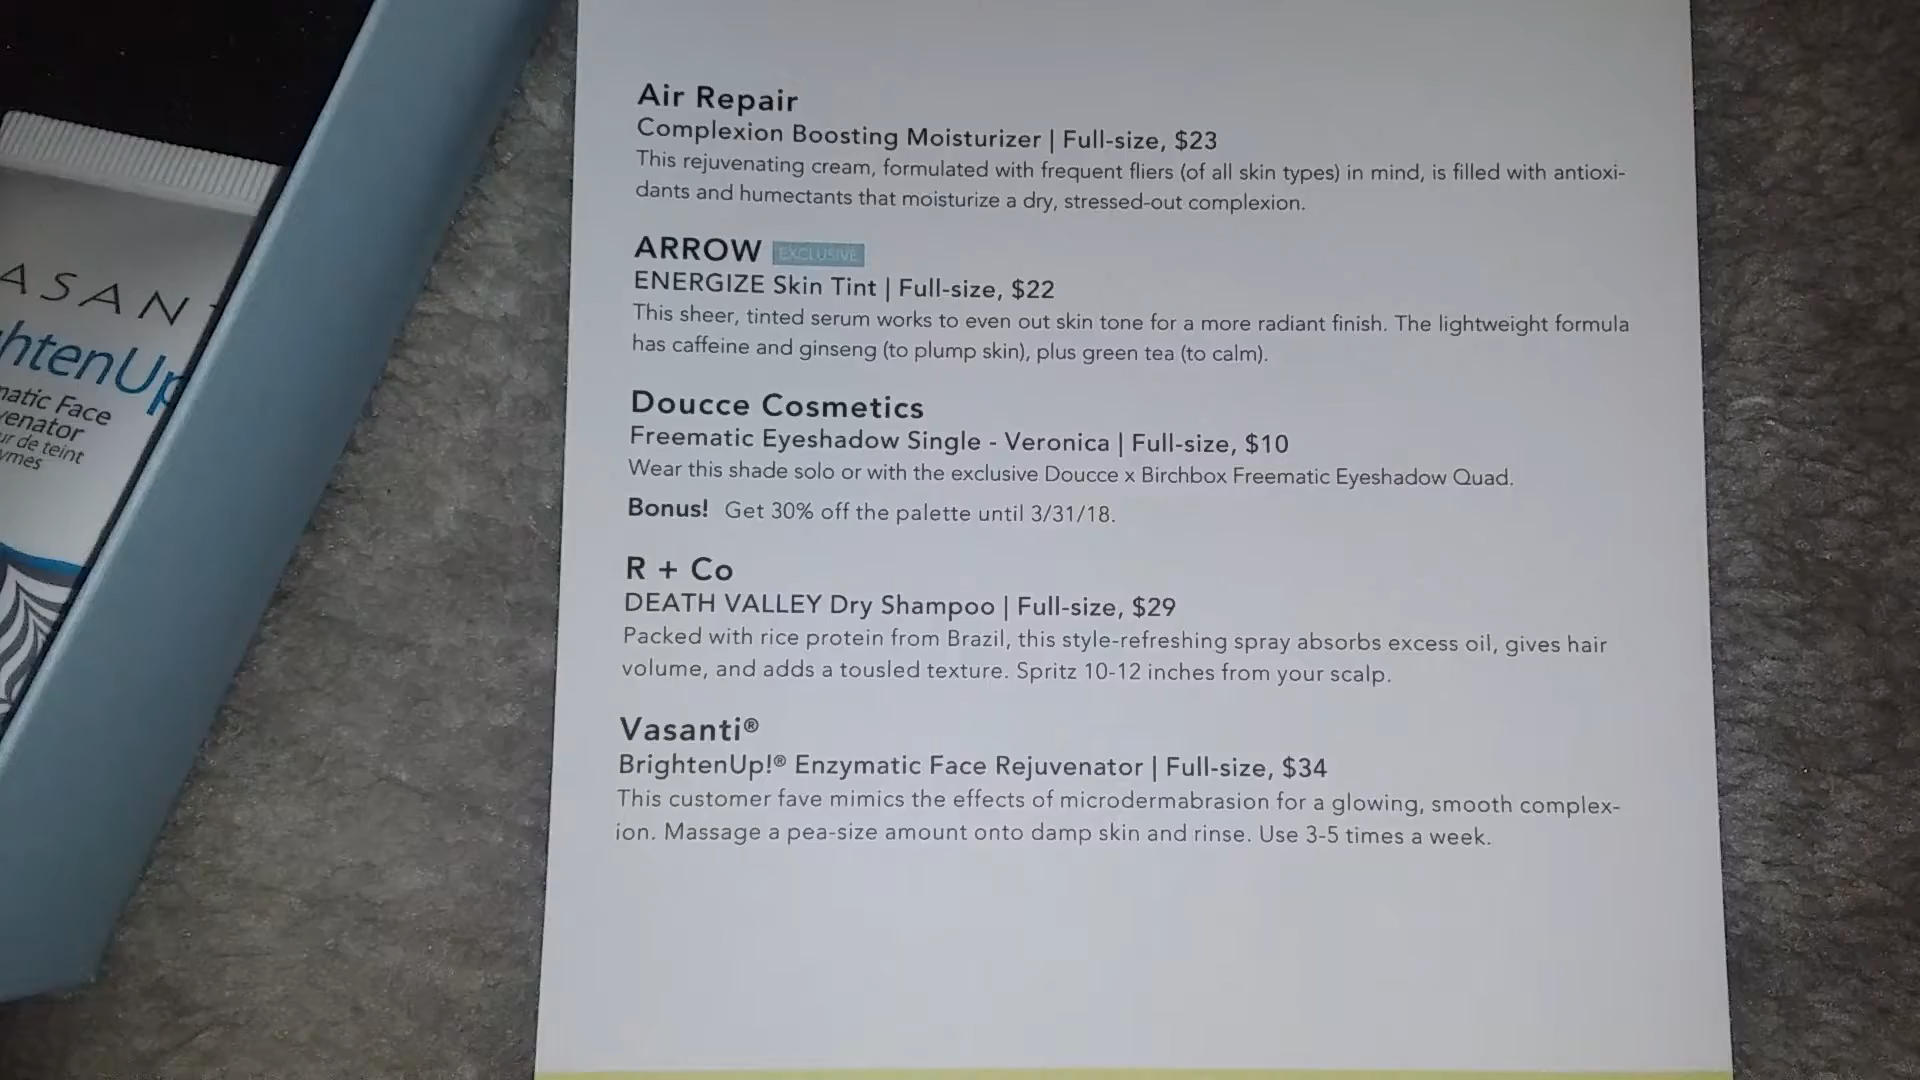 Air Repair
Complexion Boosting Moisturizer | Full-size, $23
This rejuvenating cream, formulated with frequent fliers (of all skin types) in mind, is filled with antioxi-
dants and humectants that moisturize a dry, stressed-out complexion.
ARROW EXCLUSIVE
ENERGIZE Skin Tint | Full-size, $22
This sheer, tinted serum works to even out skin tone for a more radiant finish. The lightweight formula
has caffeine and ginseng (to plump skin), plus green tea (to calm).
Doucce Cosmetics
Freematic Eyeshadow Single - Veronica | Full-size, $10
Wear this shade solo or with the exclusive Doucce x Birchbox Freematic Eyeshadow Quad.
Bonus! Get 30% off the palette until 3/31/18.
R + Co
DEATH VALLEY Dry Shampoo | Full-size, $29
Packed with rice protein from Brazil, this style-refreshing spray absorbs excess oil, gives hair
volume, and adds a tousled texture. Spritz 10-12 inches from your scalp.
Vasanti®
BrightenUp!® Enzymatic Face Rejuvenator | Full-size, $34
This customer fave mimics the effects of microdermabrasion for a glowing, smooth complex-
ion. Massage a pea-size amount onto damp skin and rinse. Use 3-5 times a week.
ASAN
htenUp
matic Face
venator
ur de teint
ymes